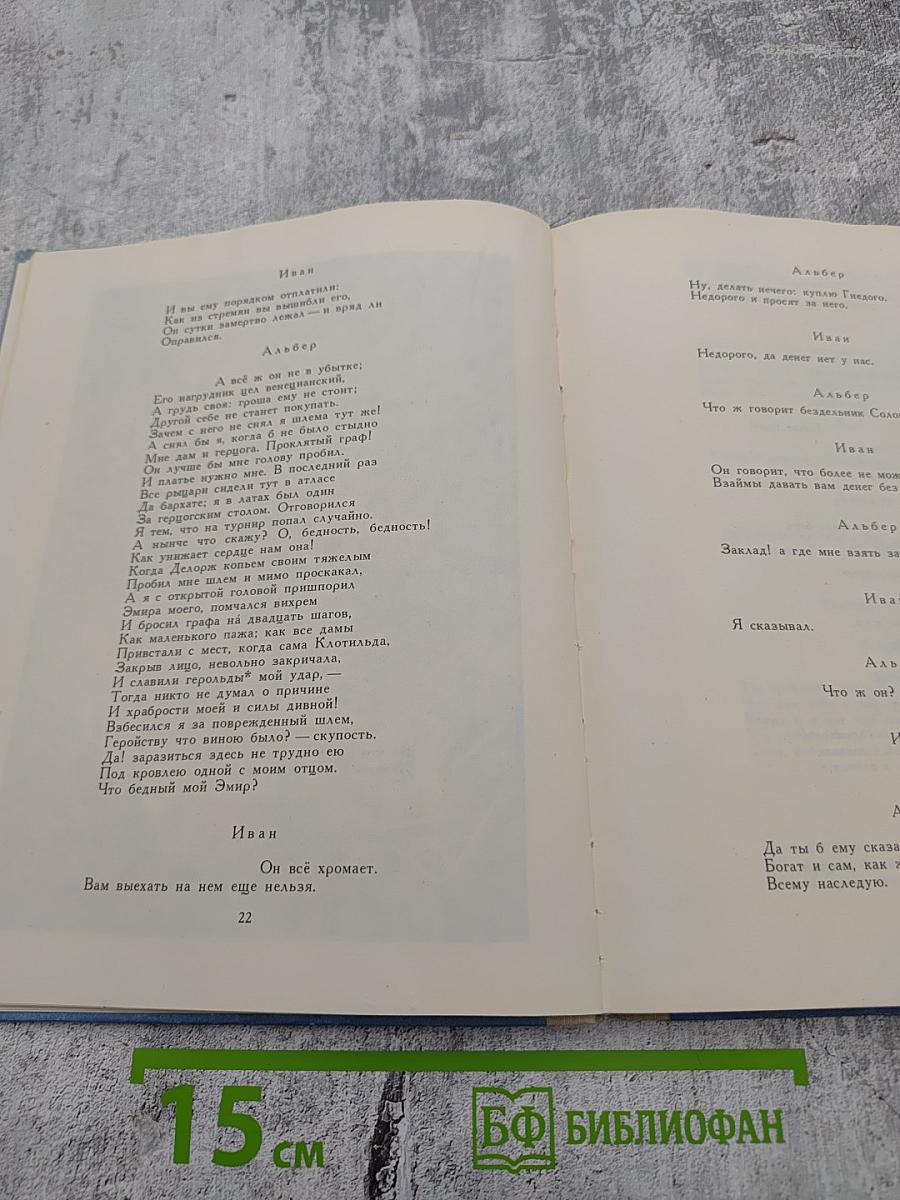 Иван
И вы ему порядком отплатили:
Как из стремян вы вышибли его,
Он сутки замертво лежал — и вряд ли
Оправился.
Альбер
А всё ж он не в убытке;
Его нагрудник цел венецианский,
А грудь своя: гроша ему не стоит;
Другой себе не станет покупать.
Зачем с него не снял я шлема тут же!
А снял бы я, когда б не было стыдно
Мне дам и герцога. Проклятый граф!
Он лучше бы мне голову пробил.
И платье нужно мне. В последний раз
Все рыцари сидели тут в атласе
Да бархате; я в латах был один
За герцогским столом. Отговорился
Я тем, что на турнир попал случайно.
А нынче что скажу? О, бедность, бедность!
Как унижает сердце нам она!
Когда Делорж копьем своим тяжелым
Пробил мне шлем и мимо проскакал,
А я с открытой головой пришпорил
Эмира моего, помчался вихрем
И бросил графа на́ двадцать шагов,
Как маленького пажа; как все дамы
Привстали с мест, когда сама Клотильда,
Закрыв лицо, невольно закричала,
И славили герольды* мой удар, —
Тогда никто не думал о причине
И храбрости моей и силы дивной!
Взбесился я за поврежденный шлем,
Геройству что виною было? — скупость.
Да! заразиться здесь не трудно ею
Под кровлею одной с моим отцом.
Что бедный мой Эмир?
Иван
Он всё хромает.
Вам выехать на нем еще нельзя.
22
Альбер
Ну, делать нечего: куплю Гнедого.
Недорого и просят за него.
Иван
Недорого, да денег нет у нас.
Альбер
Что ж говорит бездельник Соло
Иван
Он говорит, что более не мож
Взаймы давать вам денег без
Альбер
Заклад! а где мне взять за
Ива
Я сказывал.
Аль
Что ж он?
И
А
Да ты б ему сказа
Богат и сам, как ж
Всему наследую.
15 см
БФ БИБЛИОФАН